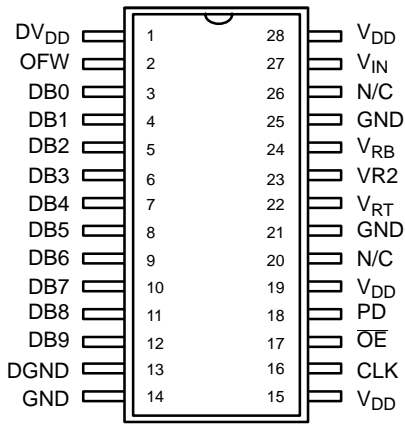 DVDD 1 28 VDD
OFW 2 27 VIN
DB0 3 26 N/C
DB1 4 25 GND
DB2 5 24 VRB
DB3 6 23 VR2
DB4 7 22 VRT
DB5 8 21 GND
DB6 9 20 N/C
DB7 10 19 VDD
DB8 11 18 PD
DB9 12 17 O̅E̅
DGND 13 16 CLK
GND 14 15 VDD